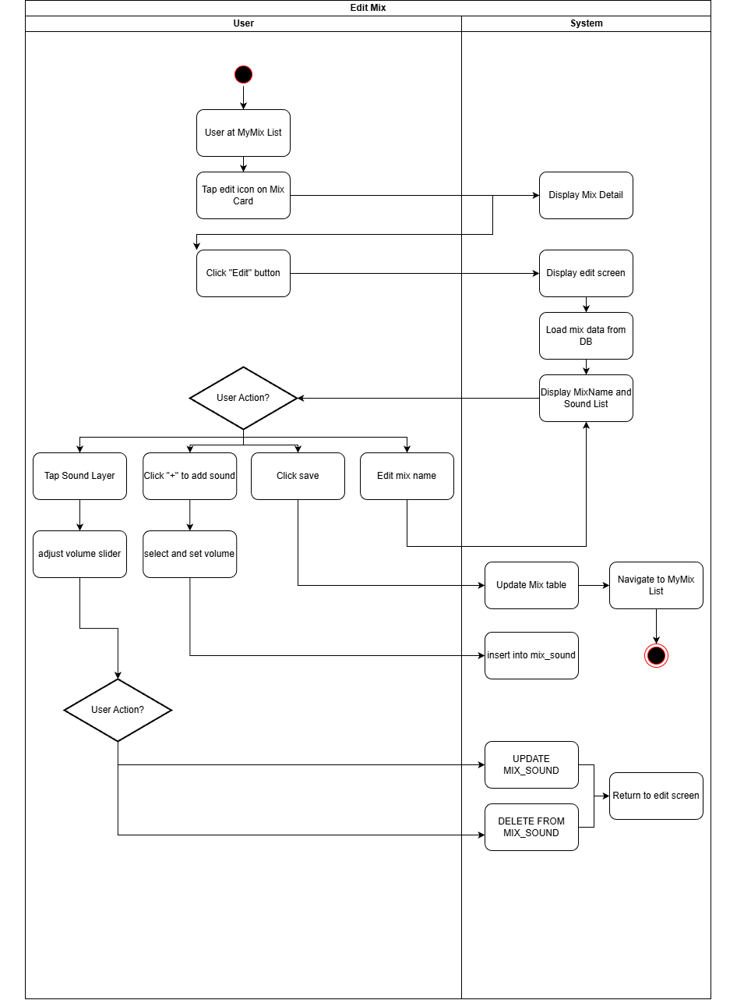 Edit Mix
User
System
User at MyMix List
Tap edit icon on Mix
Card
Display Mix Detail
Click "Edit" button
Display edit screen
Load mix data from
DB
Display MixName and
Sound List
User Action?
Tap Sound Layer
Click "+" to add sound
Click save
Edit mix name
adjust volume slider
select and set volume
Update Mix table
Navigate to MyMix
List
insert into mix_sound
User Action?
UPDATE
MIX_SOUND
Return to edit screen
DELETE FROM
MIX_SOUND